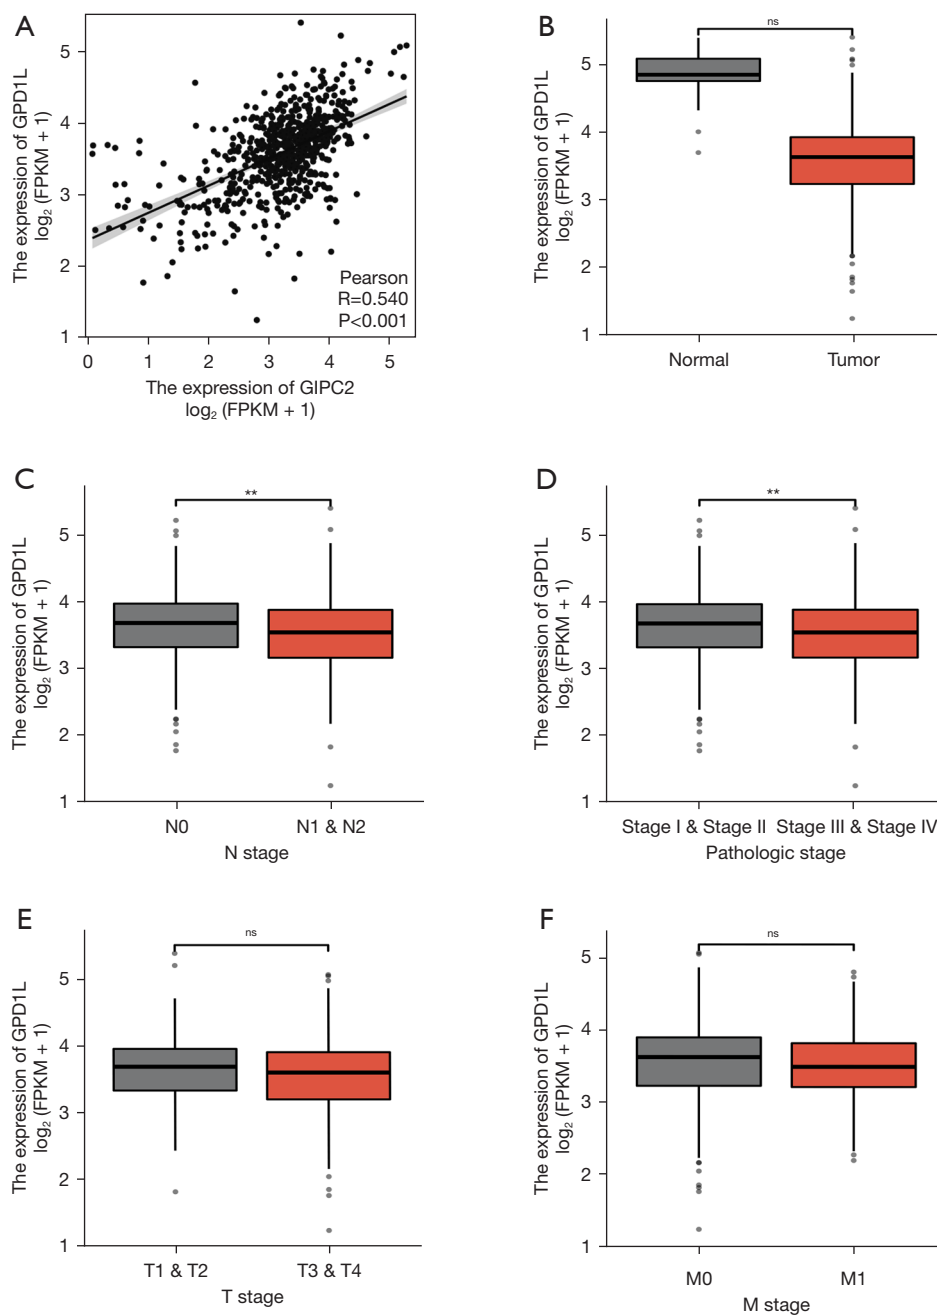 A
The expression of GPD1L
log₂ (FPKM + 1)
5
4
3
2
1
Pearson
R=0.540
P<0.001
0 1 2 3 4 5
The expression of GIPC2
log₂ (FPKM + 1)
B
The expression of GPD1L
log₂ (FPKM + 1)
ns
5
4
3
2
1
Normal Tumor
C
The expression of GPD1L
log₂ (FPKM + 1)
**
5
4
3
2
1
N0 N1 & N2
N stage
D
The expression of GPD1L
log₂ (FPKM + 1)
**
5
4
3
2
1
Stage I & Stage II Stage III & Stage IV
Pathologic stage
E
The expression of GPD1L
log₂ (FPKM + 1)
ns
5
4
3
2
1
T1 & T2 T3 & T4
T stage
F
The expression of GPD1L
log₂ (FPKM + 1)
ns
5
4
3
2
1
M0 M1
M stage